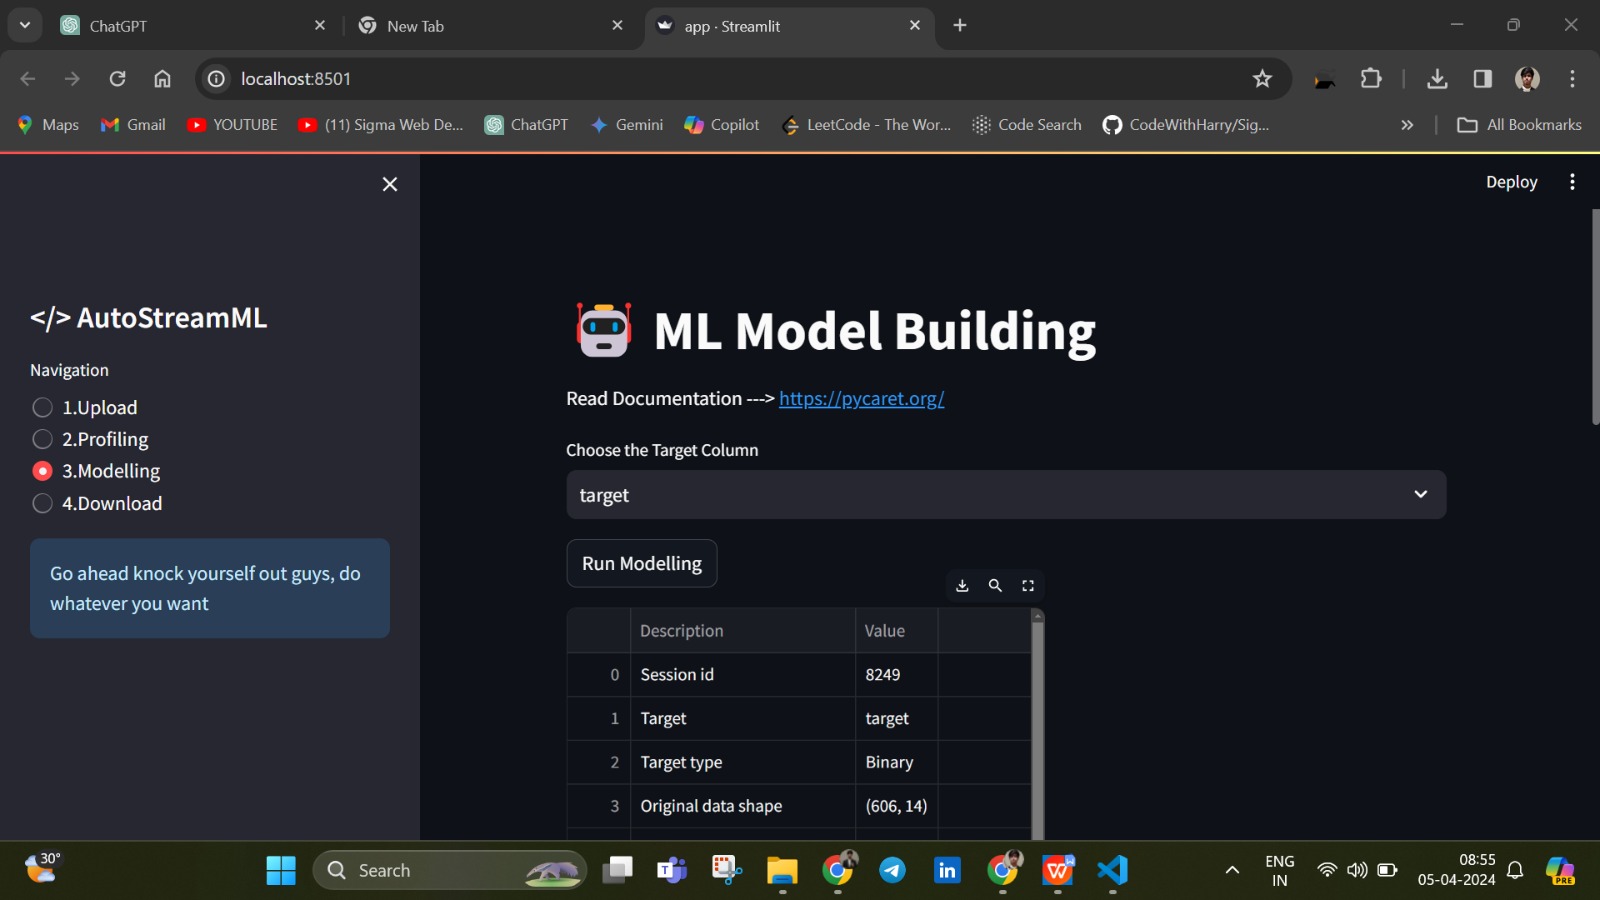 ChatGPT
New Tab
app · Streamlit
localhost:8501
Maps
Gmail
YOUTUBE
(11) Sigma Web De...
ChatGPT
Gemini
Copilot
LeetCode - The Wor...
Code Search
CodeWithHarry/Sig...
All Bookmarks
Deploy
</> AutoStreamML
Navigation
1.Upload
2.Profiling
3.Modelling
4.Download
Go ahead knock yourself out guys, do
whatever you want
ML Model Building
Read Documentation ---> https://pycaret.org/
Choose the Target Column
target
Run Modelling
Description Value
0 Session id 8249
1 Target target
2 Target type Binary
3 Original data shape (606, 14)
30°
Search
ENG
IN
08:55
05-04-2024
PRE